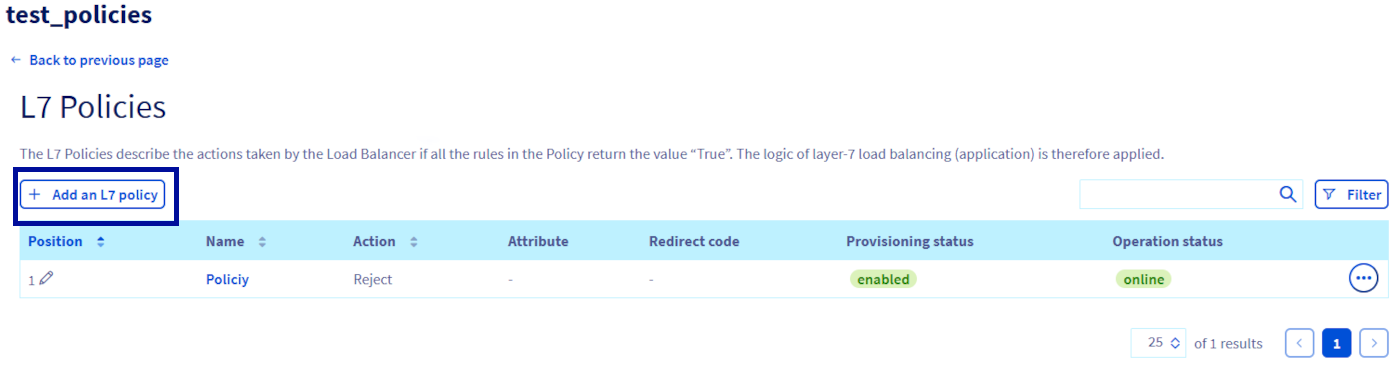 test_policies
← Back to previous page
L7 Policies
The L7 Policies describe the actions taken by the Load Balancer if all the rules in the Policy return the value “True”. The logic of layer-7 load balancing (application) is therefore applied.
+ Add an L7 policy Filter
Position Name Action Attribute Redirect code Provisioning status Operation status
1 Policiy Reject - - enabled online ...
25 of 1 results < 1 >